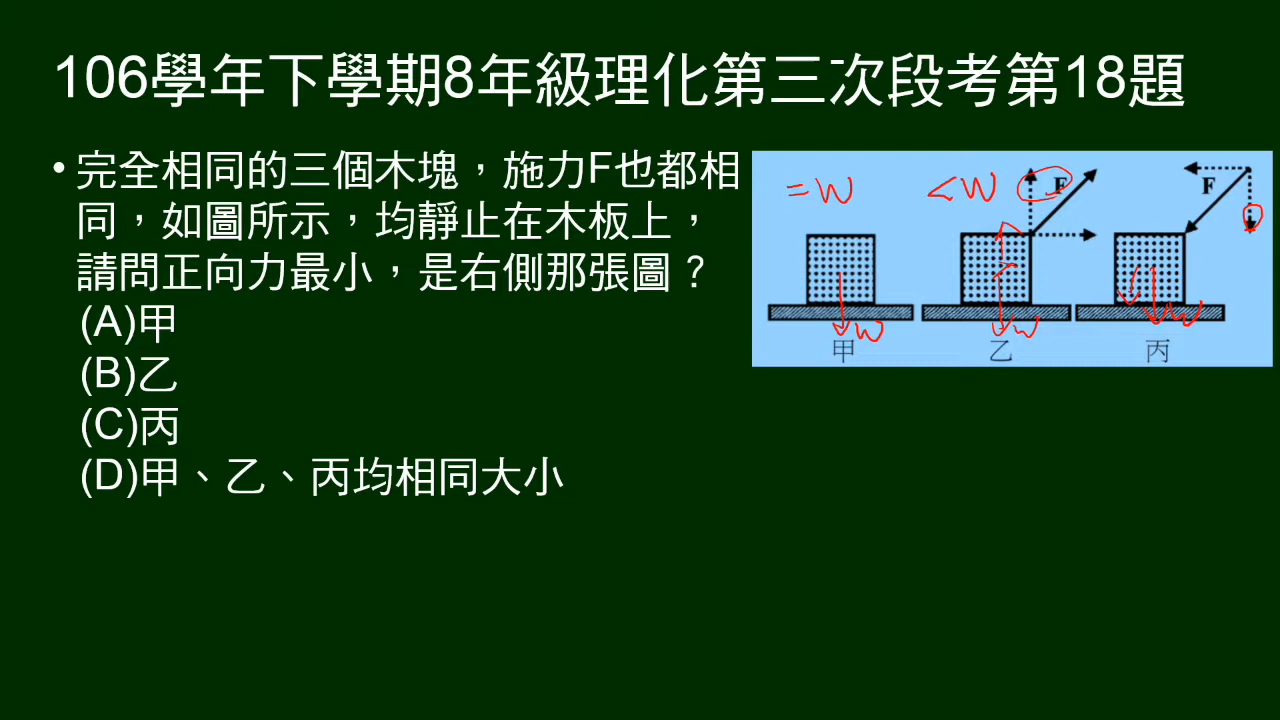 106學年下學期8年級理化第三次段考第18題
• 完全相同的三個木塊，施力F也都相
同，如圖所示，均靜止在木板上，
請問正向力最小，是右側那張圖？
(A)甲
(B)乙
(C)丙
(D)甲、乙、丙均相同大小
=W <W F F
W W W
甲 乙 丙